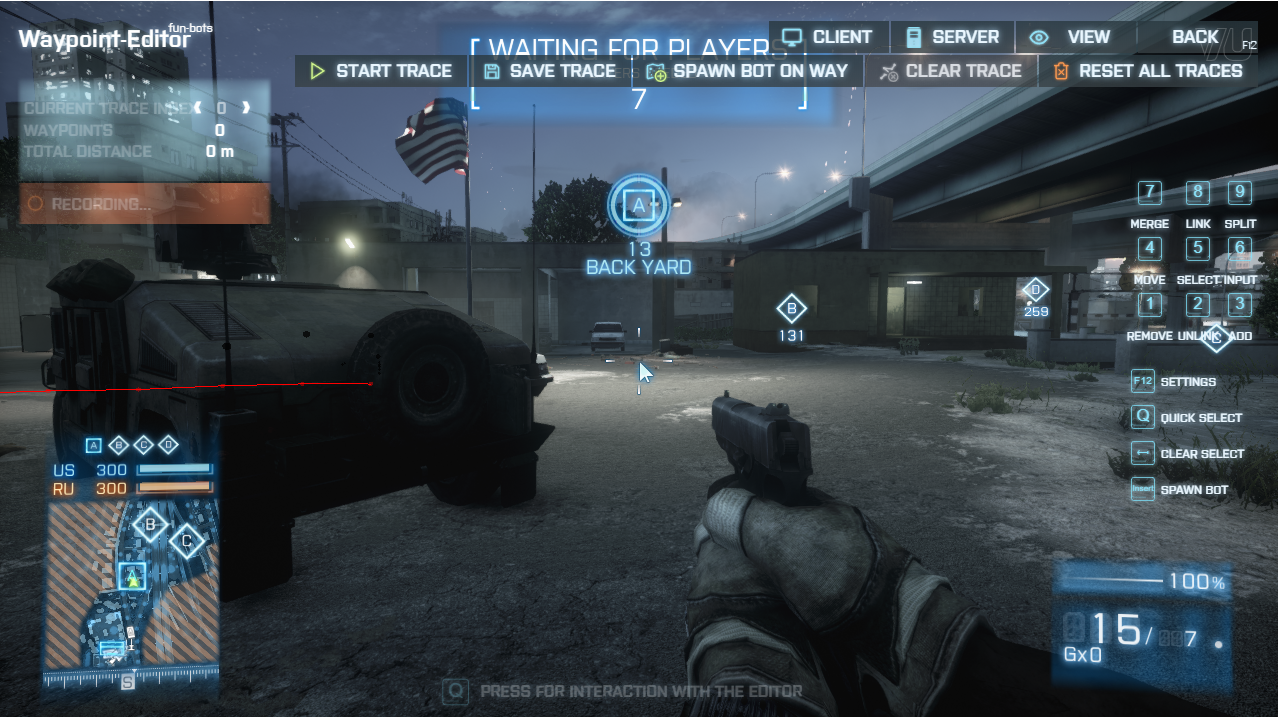 Waypoint-Editor fun-bots
WAITING FOR PLAYERS
7
CLIENT SERVER VIEW BACK F12
START TRACE SAVE TRACE SPAWN BOT ON WAY CLEAR TRACE RESET ALL TRACES
CURRENT TRACE INDEX 0
WAYPOINTS 0
TOTAL DISTANCE 0 m
RECORDING...
A
13
BACK YARD
B
131
D
259
7 8 9
MERGE LINK SPLIT
4 5 6
MOVE SELECT INPUT
1 2 3
REMOVE UNLINK ADD
C
F12 SETTINGS
Q QUICK SELECT
CLEAR SELECT
Insert SPAWN BOT
A B C D
US 300
RU 300
B
C
A
S
100%
15/ 7
Gx0
Q PRESS FOR INTERACTION WITH THE EDITOR